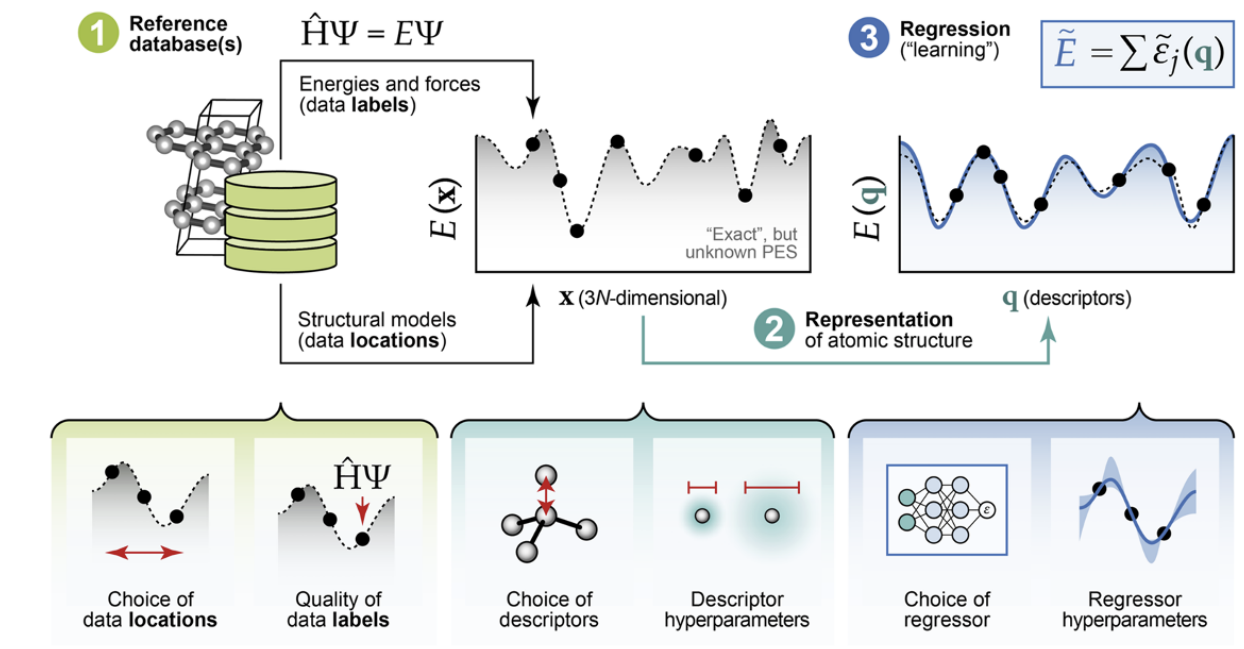 1
Reference
database(s)
ĤΨ = EΨ
Energies and forces
(data labels)
E(x)
"Exact", but
unknown PES
x (3N-dimensional)
Structural models
(data locations)
2
Representation
of atomic structure
3
Regression
("learning")
Ẽ = ∑ ε̃ⱼ(q)
E(q)
q (descriptors)
Choice of
data locations
ĤΨ
Quality of
data labels
Choice of
descriptors
Descriptor
hyperparameters
ε
Choice of
regressor
Regressor
hyperparameters